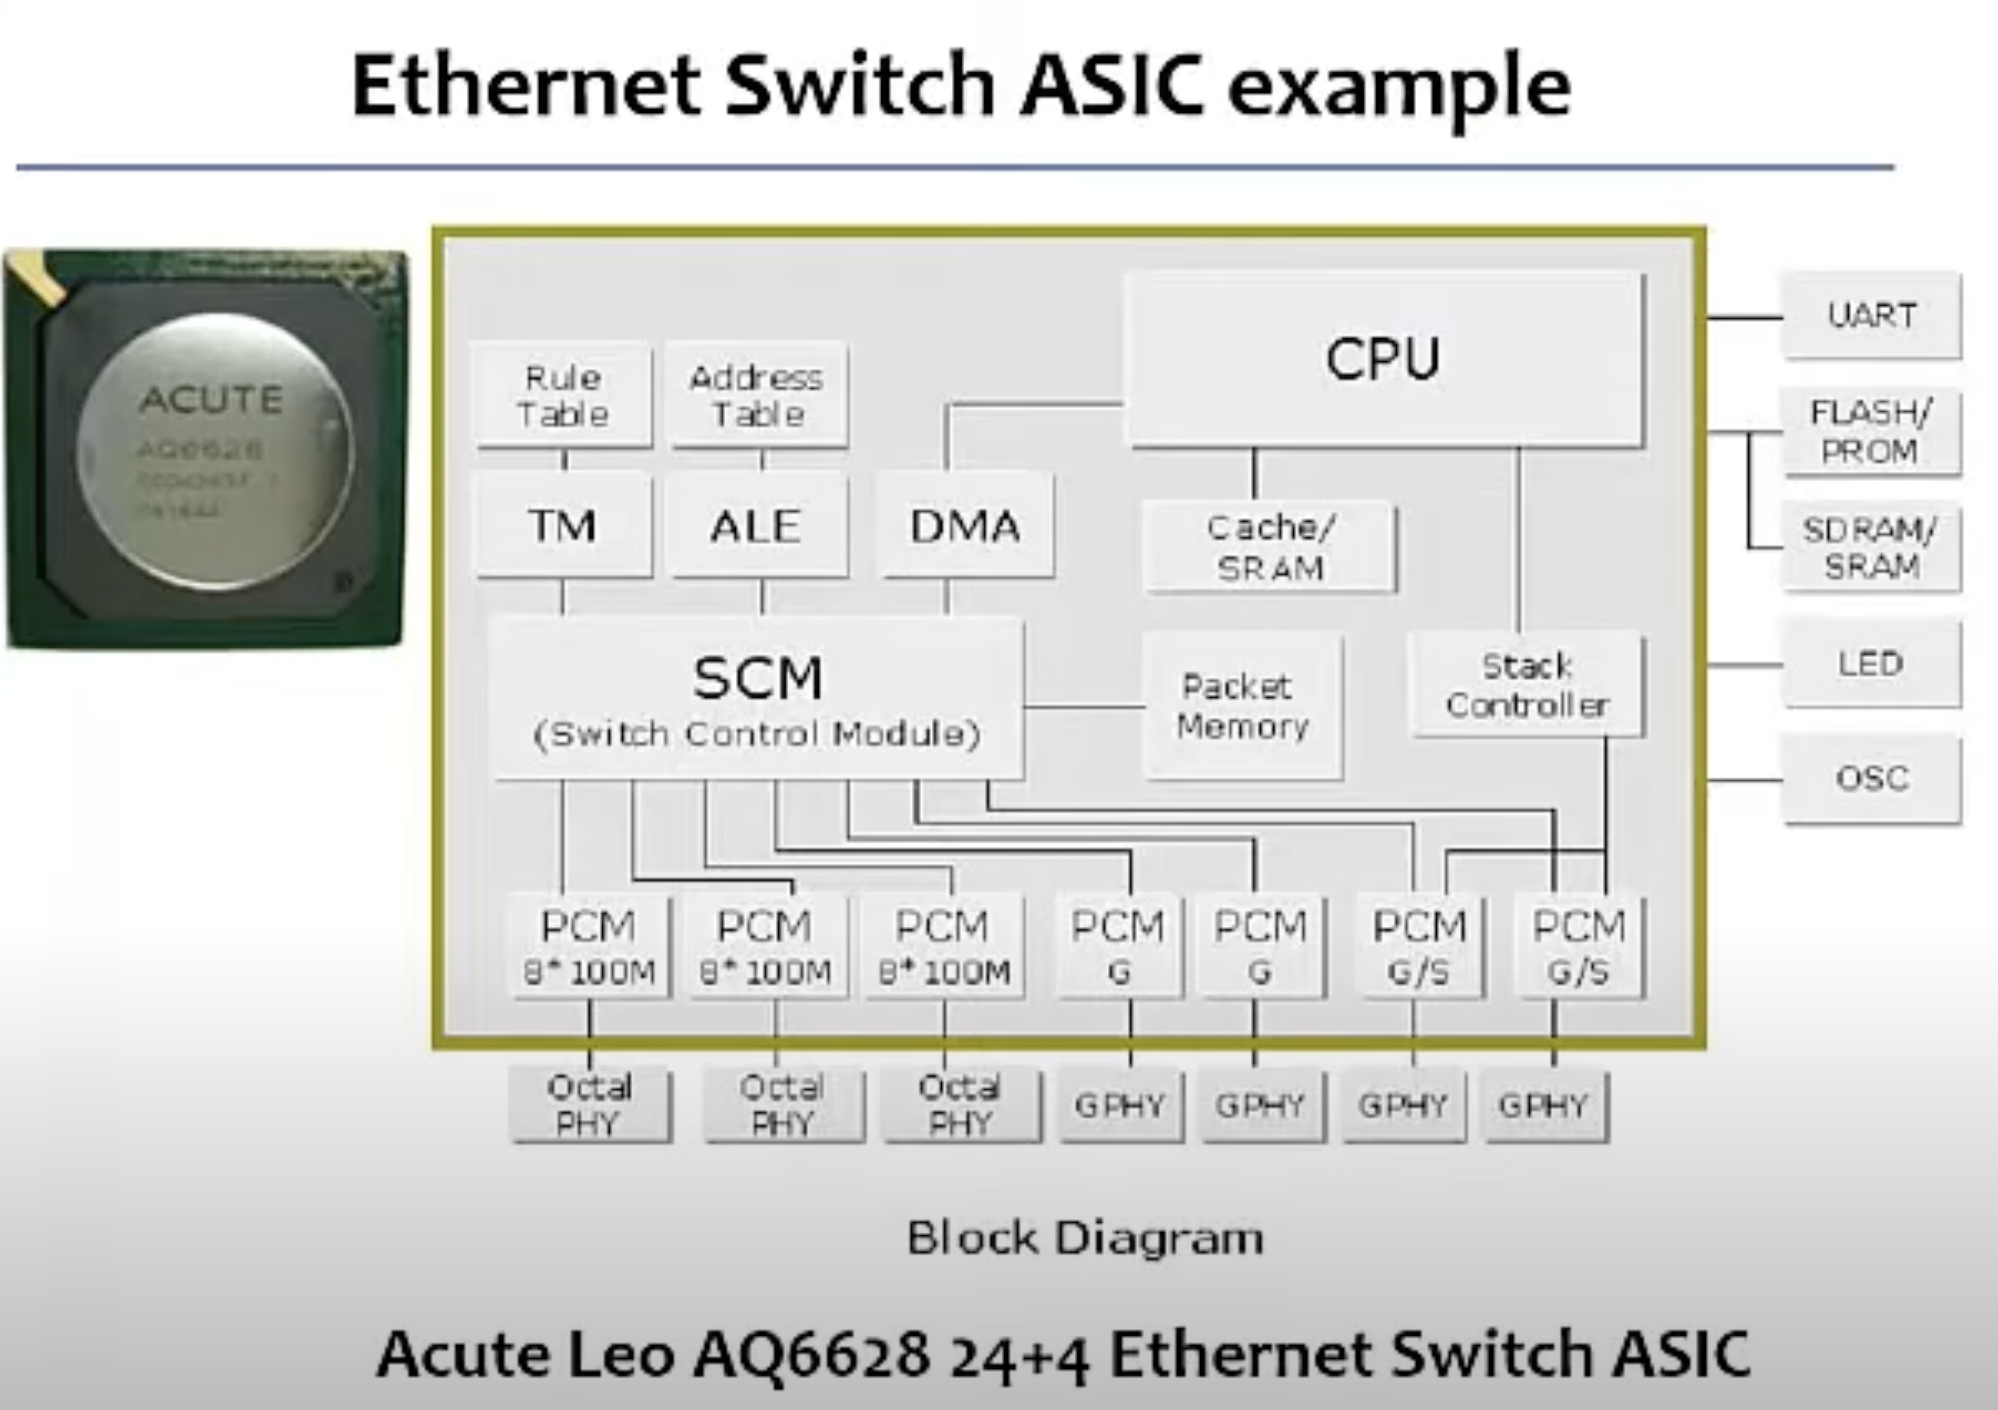 Ethernet Switch ASIC example
ACUTE
AQ6628
CPU
Rule
Table
Address
Table
TM
ALE
DMA
Cache/
SRAM
SCM
(Switch Control Module)
Packet
Memory
Stack
Controller
PCM
8*100M
PCM
8*100M
PCM
8*100M
PCM
G
PCM
G
PCM
G/S
PCM
G/S
Octal
PHY
Octal
PHY
Octal
PHY
GPHY
GPHY
GPHY
GPHY
UART
FLASH/
PROM
SDRAM/
SRAM
LED
OSC
Block Diagram
Acute Leo AQ6628 24+4 Ethernet Switch ASIC